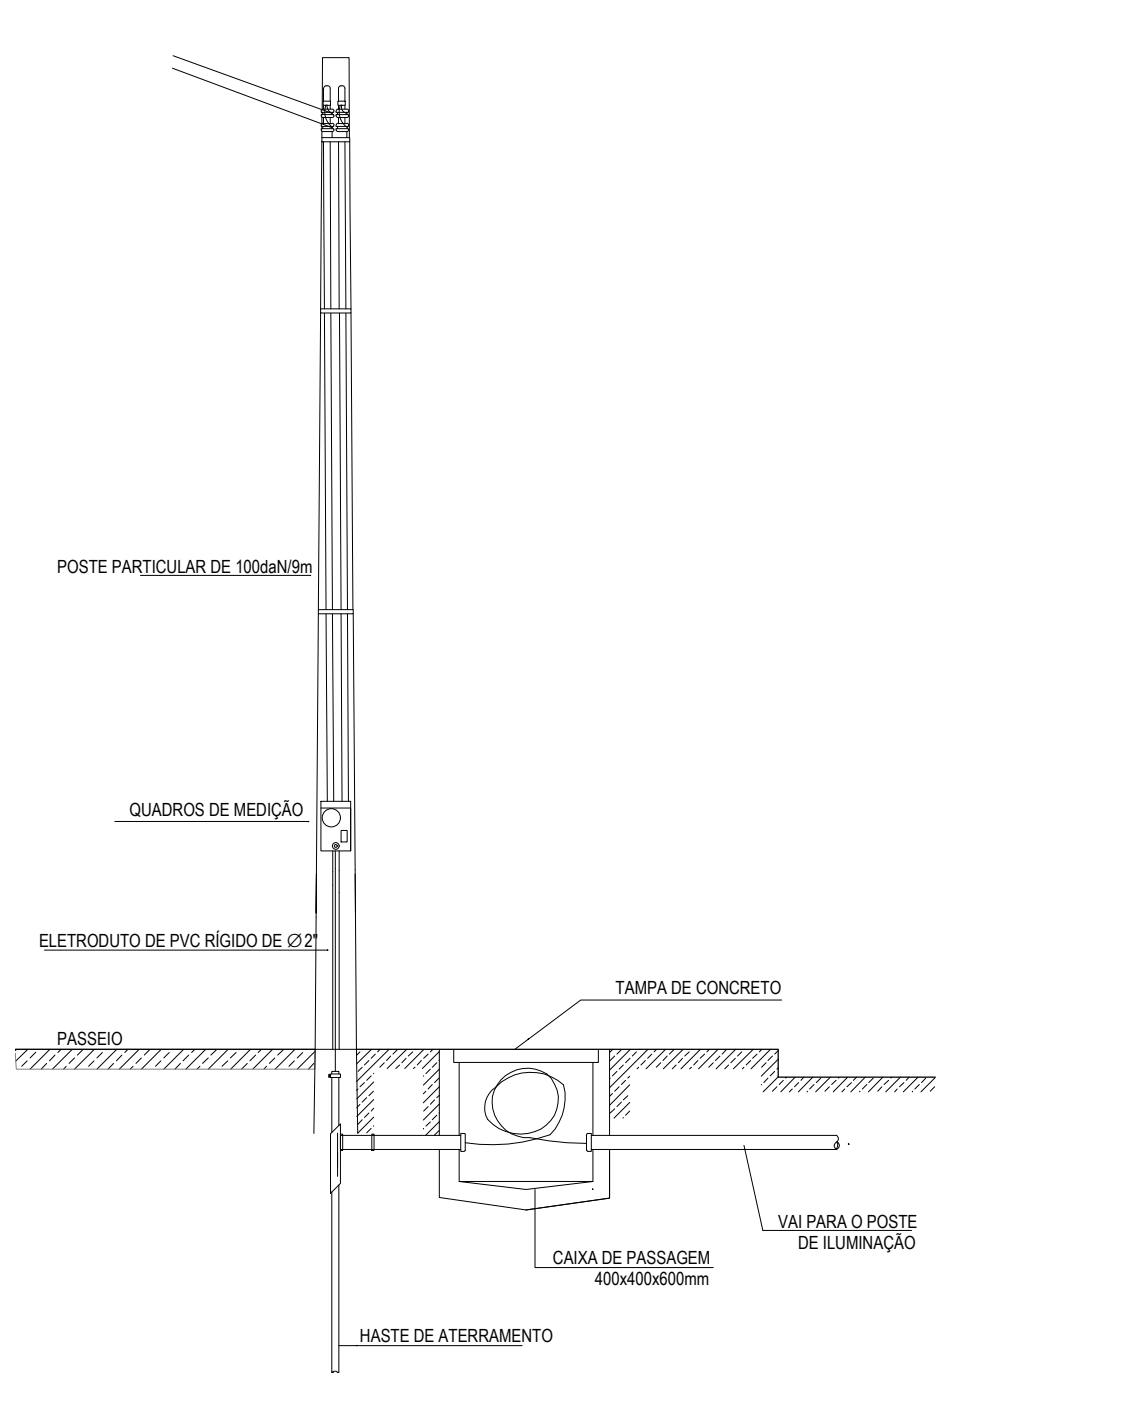 POSTE PARTICULAR DE 100daN/9m
QUADROS DE MEDIÇÃO
ELETRODUTO DE PVC RÍGIDO DE ∅2"
TAMPA DE CONCRETO
PASSEIO
VAI PARA O POSTE
DE ILUMINAÇÃO
CAIXA DE PASSAGEM
400x400x600mm
HASTE DE ATERRAMENTO